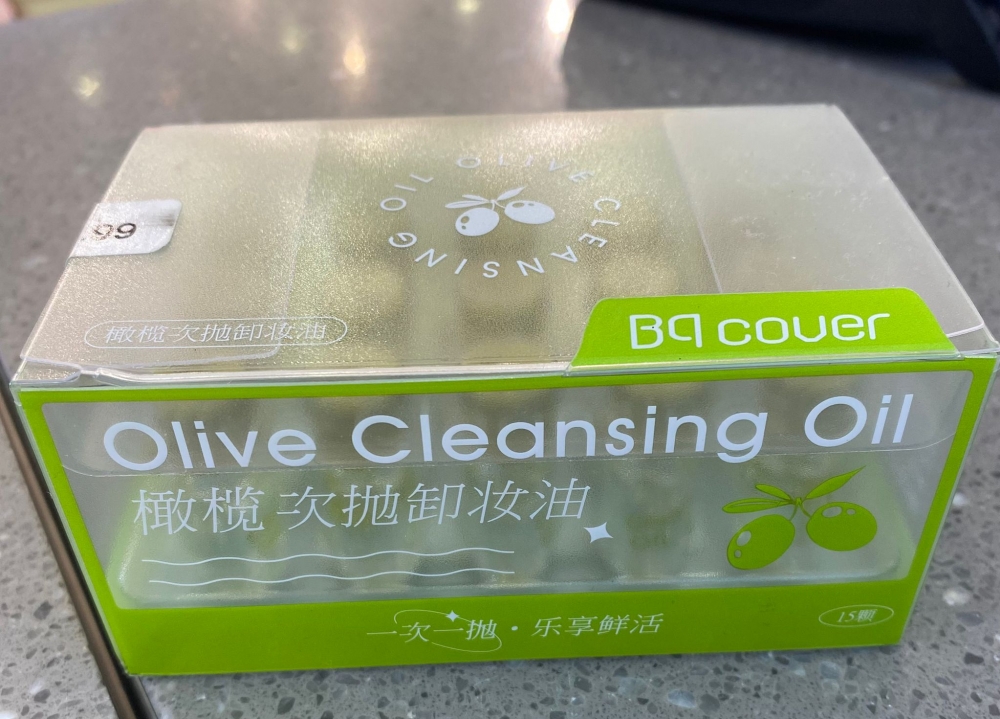 OLIVE CLEANSING OIL
.99
橄榄次抛卸妆油
Bq cover
Olive Cleansing Oil
橄榄次抛卸妆油
一次一抛·乐享鲜活
15颗